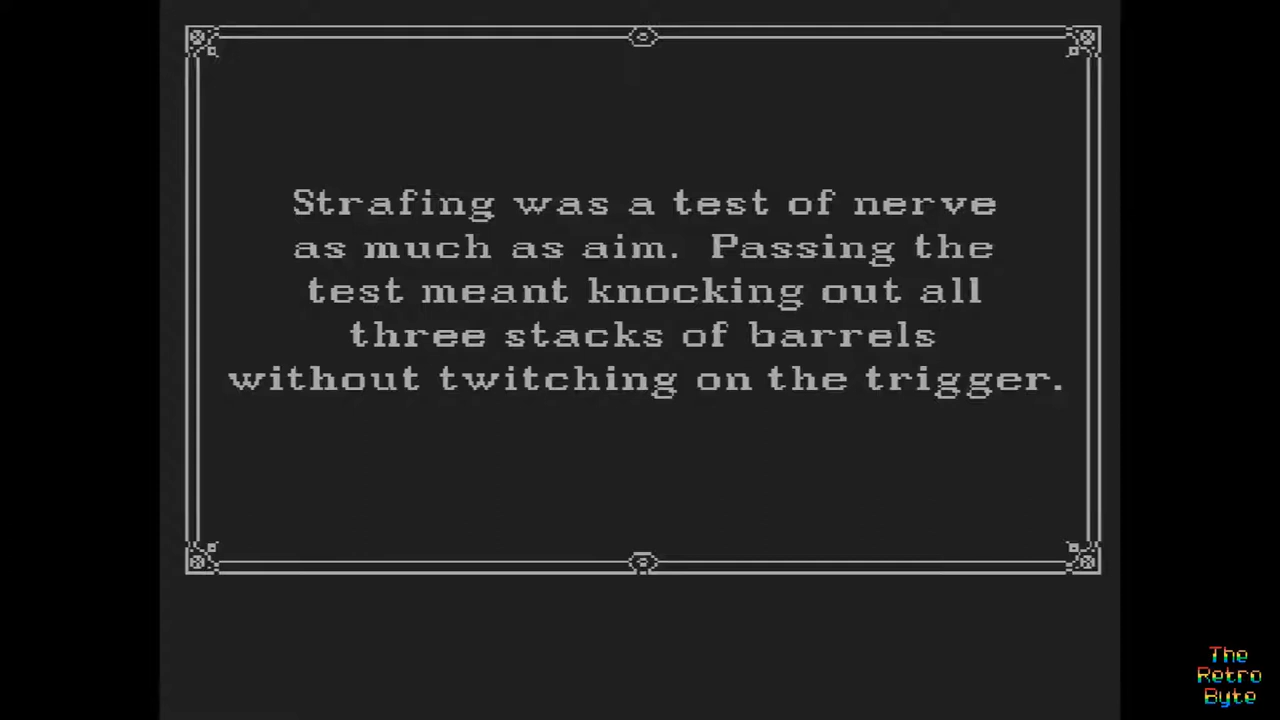 Strafing was a test of nerve
as much as aim. Passing the
test meant knocking out all
three stacks of barrels
without twitching on the trigger.
The
Retro
Byte